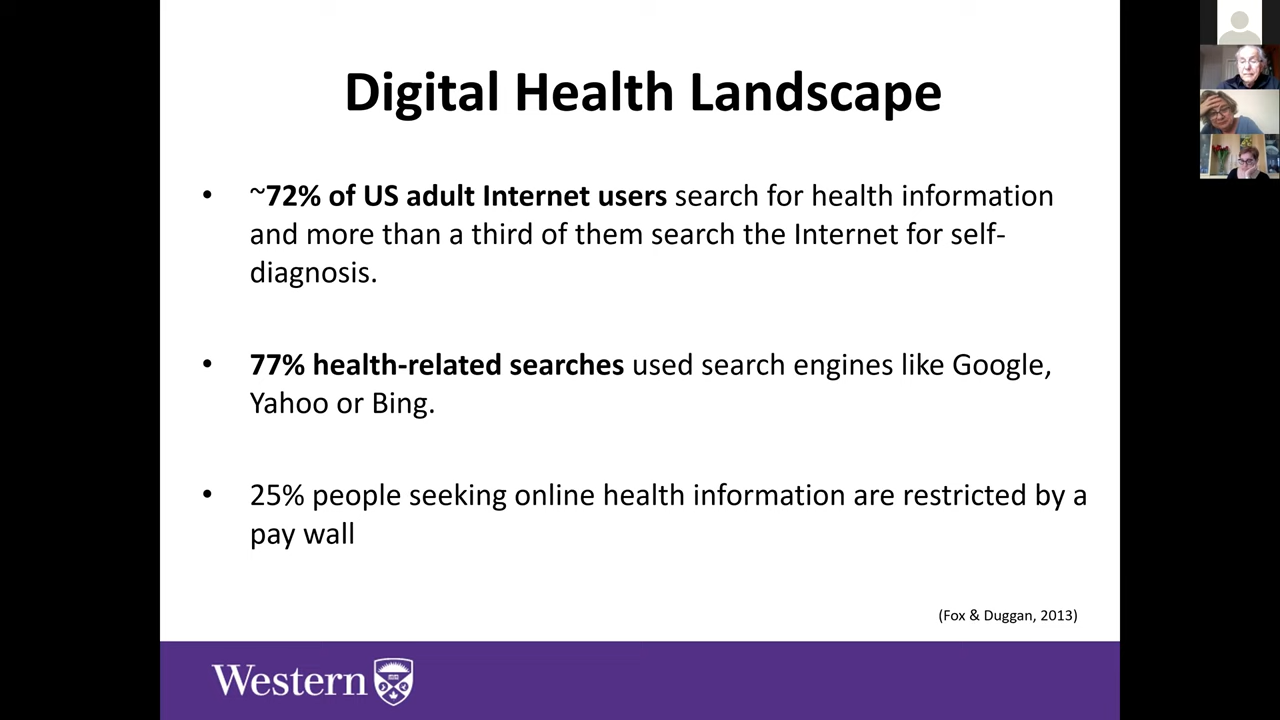 Digital Health Landscape
• ~72% of US adult Internet users search for health information
and more than a third of them search the Internet for self-
diagnosis.
• 77% health-related searches used search engines like Google,
Yahoo or Bing.
• 25% people seeking online health information are restricted by a
pay wall
(Fox & Duggan, 2013)
Western